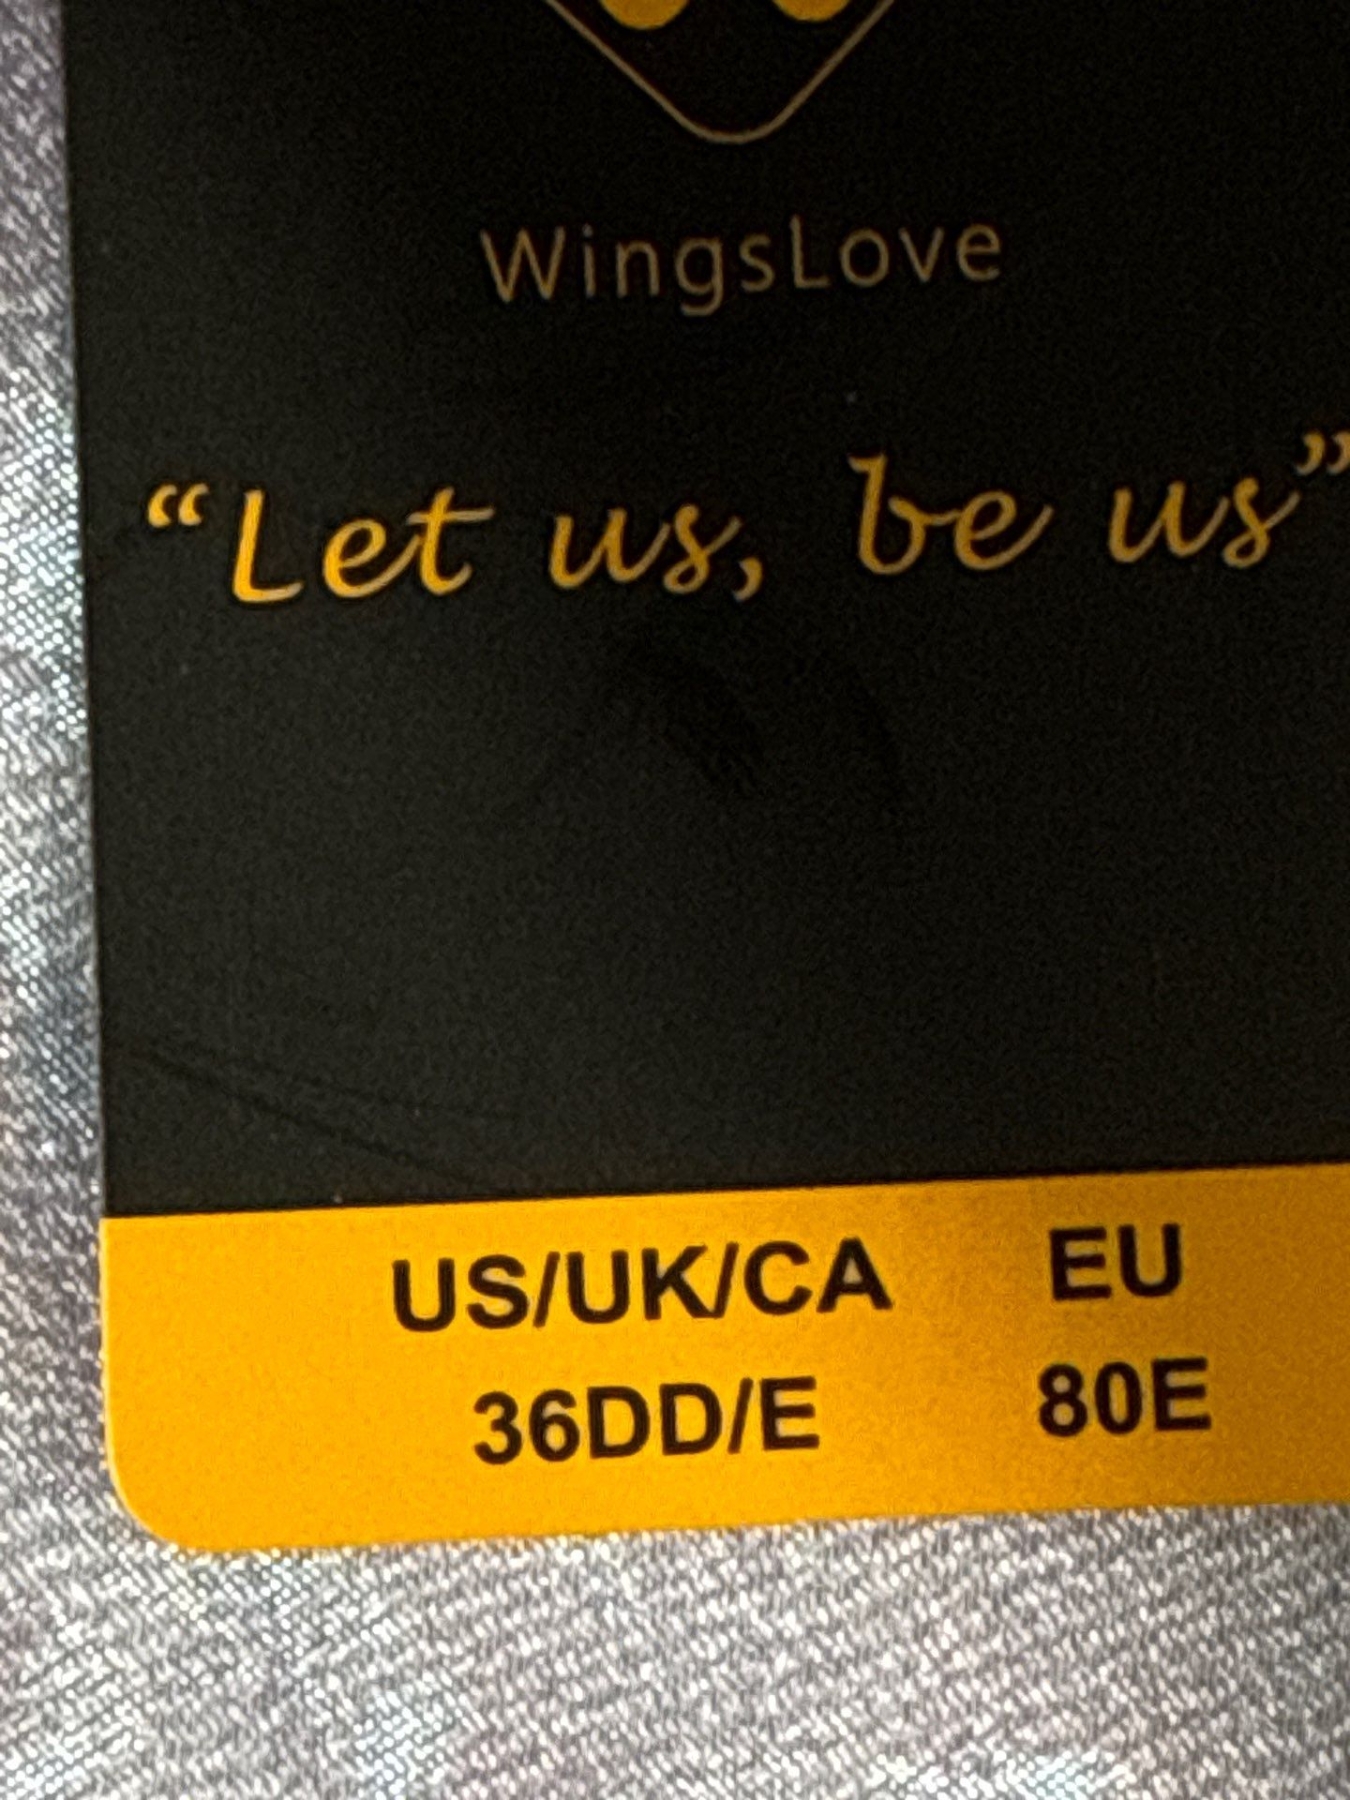 WingsLove
“Let us, be us”
US/UK/CA EU
36DD/E 80E